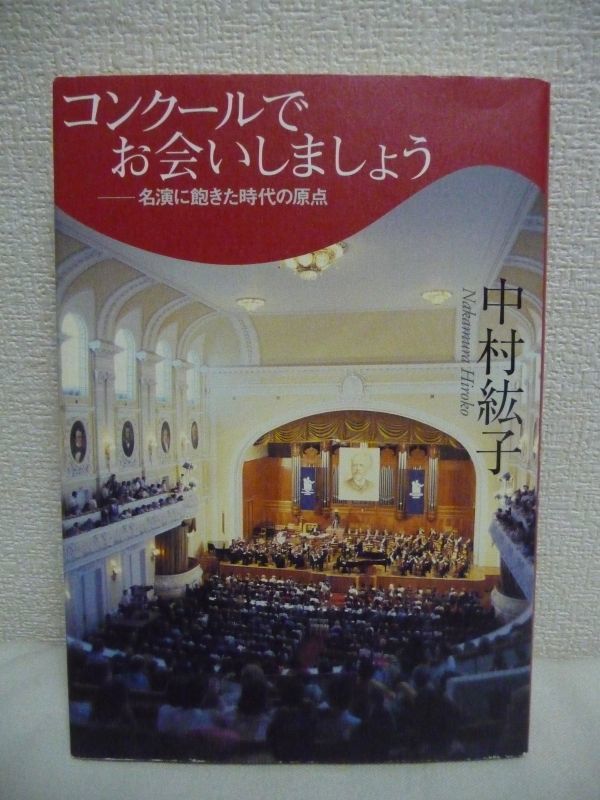 コンクールで
お会いしましょう
──名演に飽きた時代の原点
中村紘子
Nakamura Hiroko